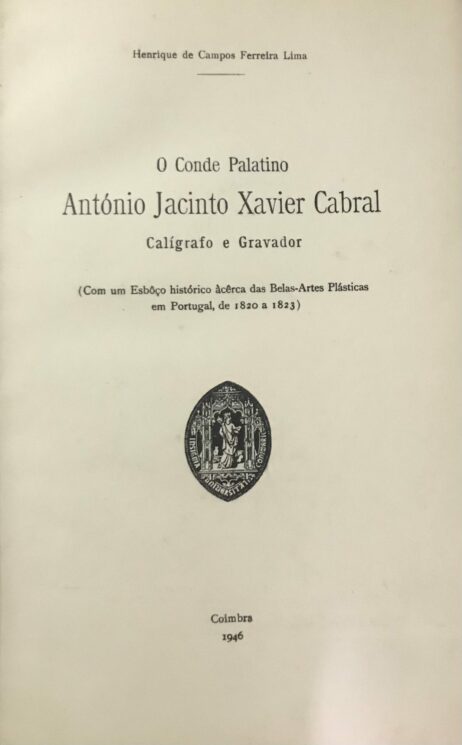 Henrique de Campos Ferreira Lima
O Conde Palatino
António Jacinto Xavier Cabral
Calígrafo e Gravador
(Com um Esbôço histórico àcêrca das Belas-Artes Plásticas
em Portugal, de 1820 a 1823)
Coimbra
1946